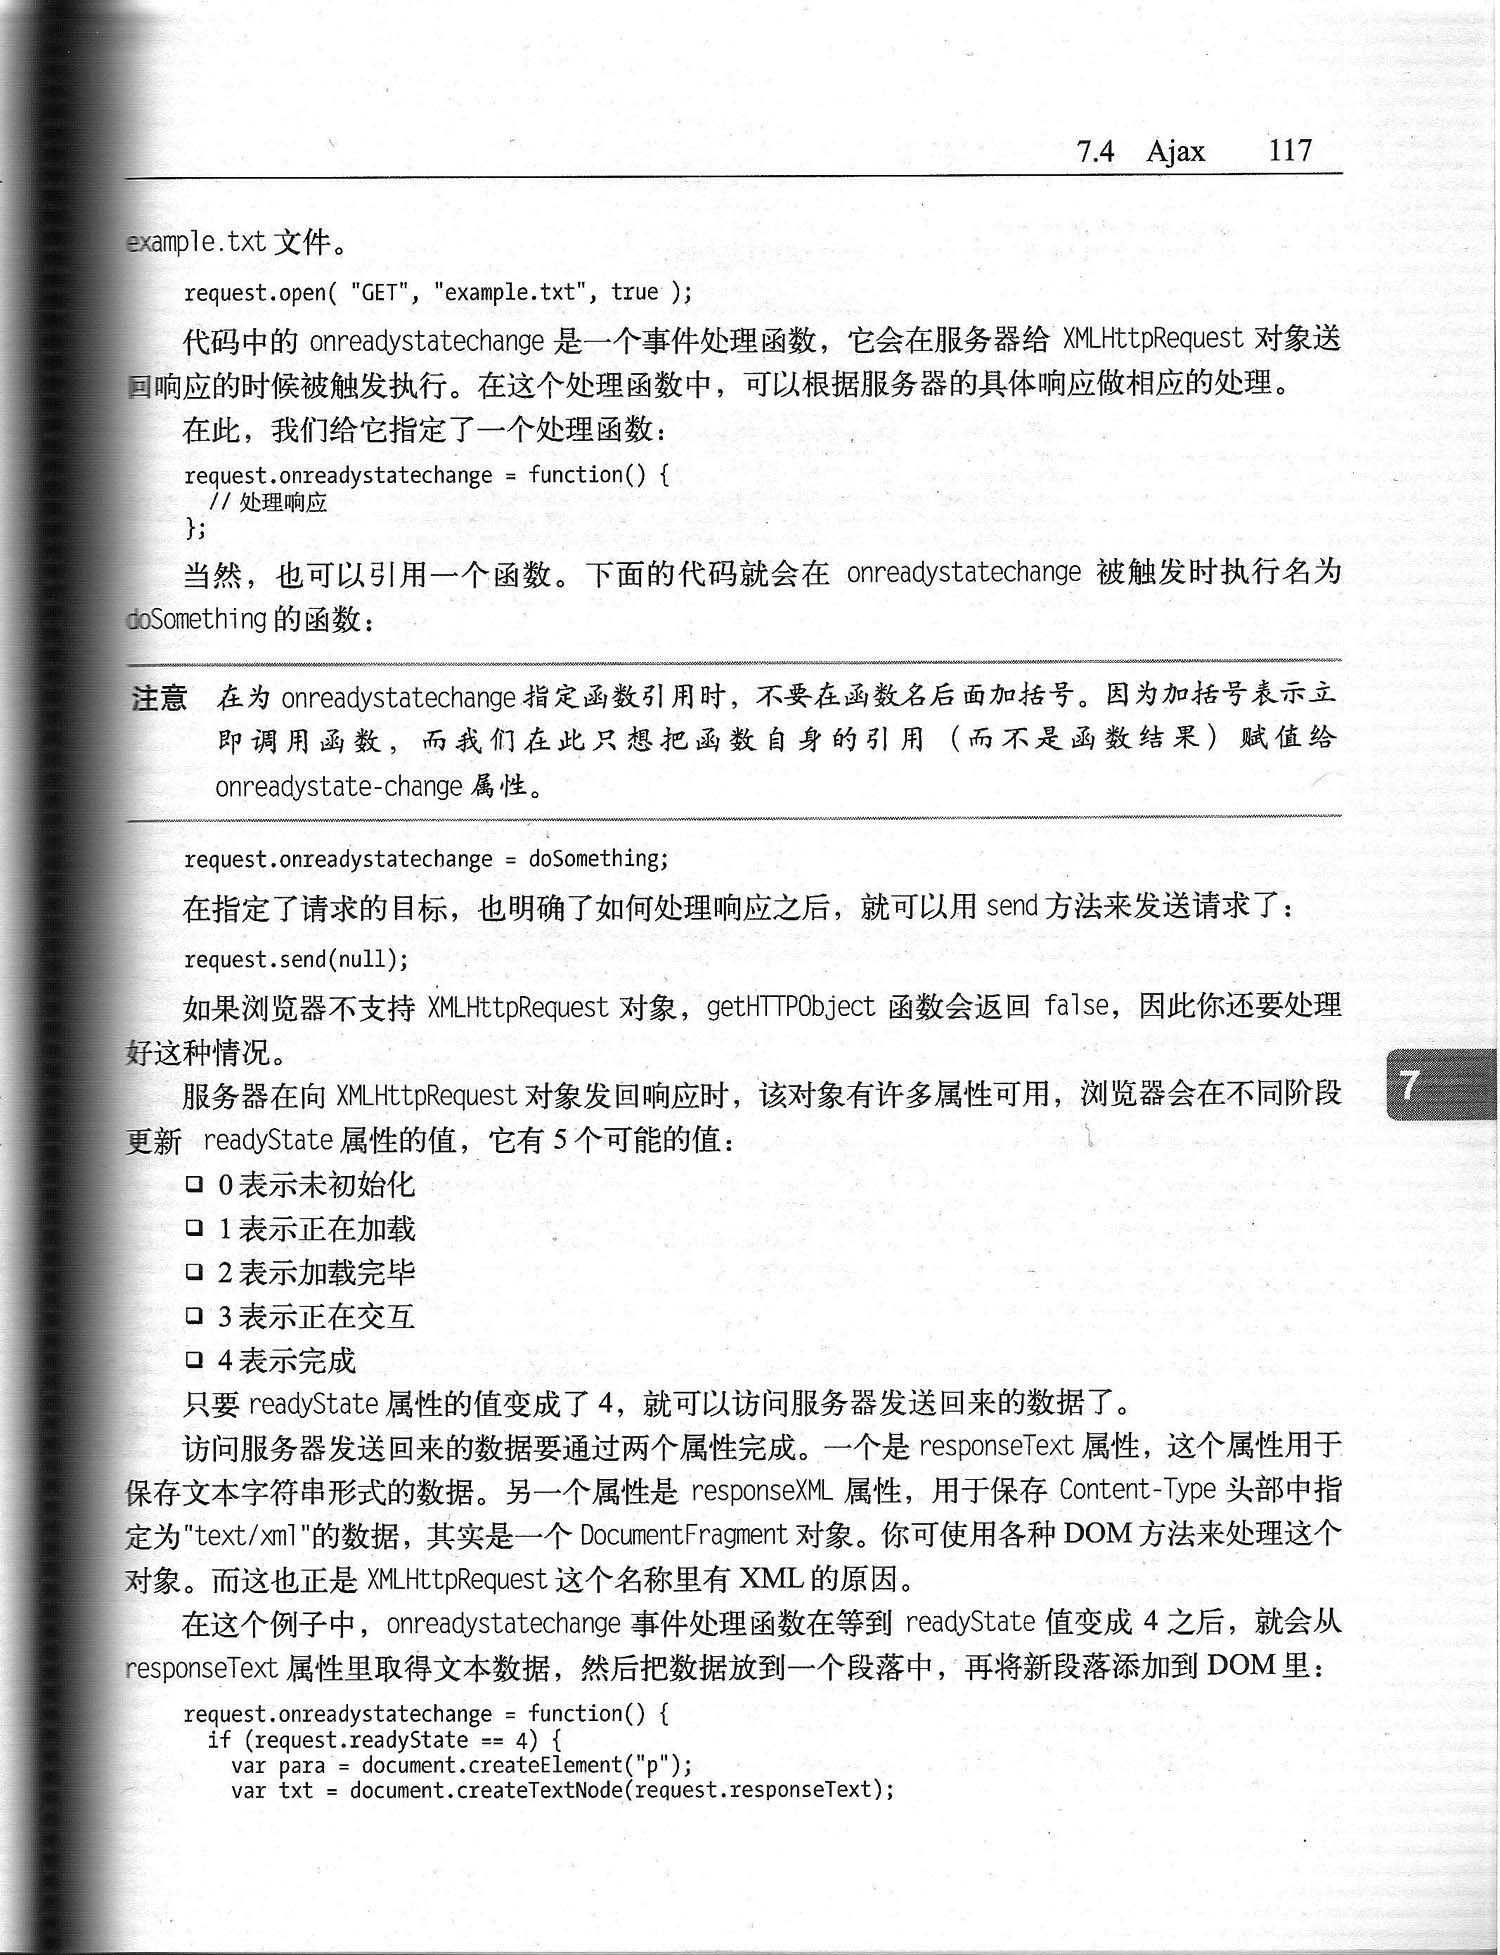 7.4 Ajax 117
example.txt 文件。
request.open( "GET", "example.txt", true );
代码中的 onreadystatechange 是一个事件处理函数，它会在服务器给 XMLHttpRequest 对象送
回响应的时候被触发执行。在这个处理函数中，可以根据服务器的具体响应做相应的处理。
在此，我们给它指定了一个处理函数：
request.onreadystatechange = function() {
// 处理响应
};
当然，也可以引用一个函数。下面的代码就会在 onreadystatechange 被触发时执行名为
doSomething 的函数：
注意 在为 onreadystatechange 指定函数引用时，不要在函数名后面加括号。因为加括号表示立
即调用函数，而我们在此只想把函数自身的引用（而不是函数结果）赋值给
onreadystate-change 属性。
request.onreadystatechange = doSomething;
在指定了请求的目标，也明确了如何处理响应之后，就可以用 send 方法来发送请求了：
request.send(null);
如果浏览器不支持 XMLHttpRequest 对象，getHTTPObject 函数会返回 false，因此你还要处理
好这种情况。
服务器在向 XMLHttpRequest 对象发回响应时，该对象有许多属性可用，浏览器会在不同阶段
更新 readyState 属性的值，它有 5 个可能的值：
❑ 0 表示未初始化
❑ 1 表示正在加载
❑ 2 表示加载完毕
❑ 3 表示正在交互
❑ 4 表示完成
只要 readyState 属性的值变成了 4，就可以访问服务器发送回来的数据了。
访问服务器发送回来的数据要通过两个属性完成。一个是 responseText 属性，这个属性用于
保存文本字符串形式的数据。另一个属性是 responseXML 属性，用于保存 Content-Type 头部中指
定为"text/xml"的数据，其实是一个 DocumentFragment 对象。你可使用各种 DOM 方法来处理这个
对象。而这也正是 XMLHttpRequest 这个名称里有 XML 的原因。
在这个例子中，onreadystatechange 事件处理函数在等到 readyState 值变成 4 之后，就会从
responseText 属性里取得文本数据，然后把数据放到一个段落中，再将新段落添加到 DOM 里：
request.onreadystatechange = function() {
if (request.readyState == 4) {
var para = document.createElement("p");
var txt = document.createTextNode(request.responseText);
7